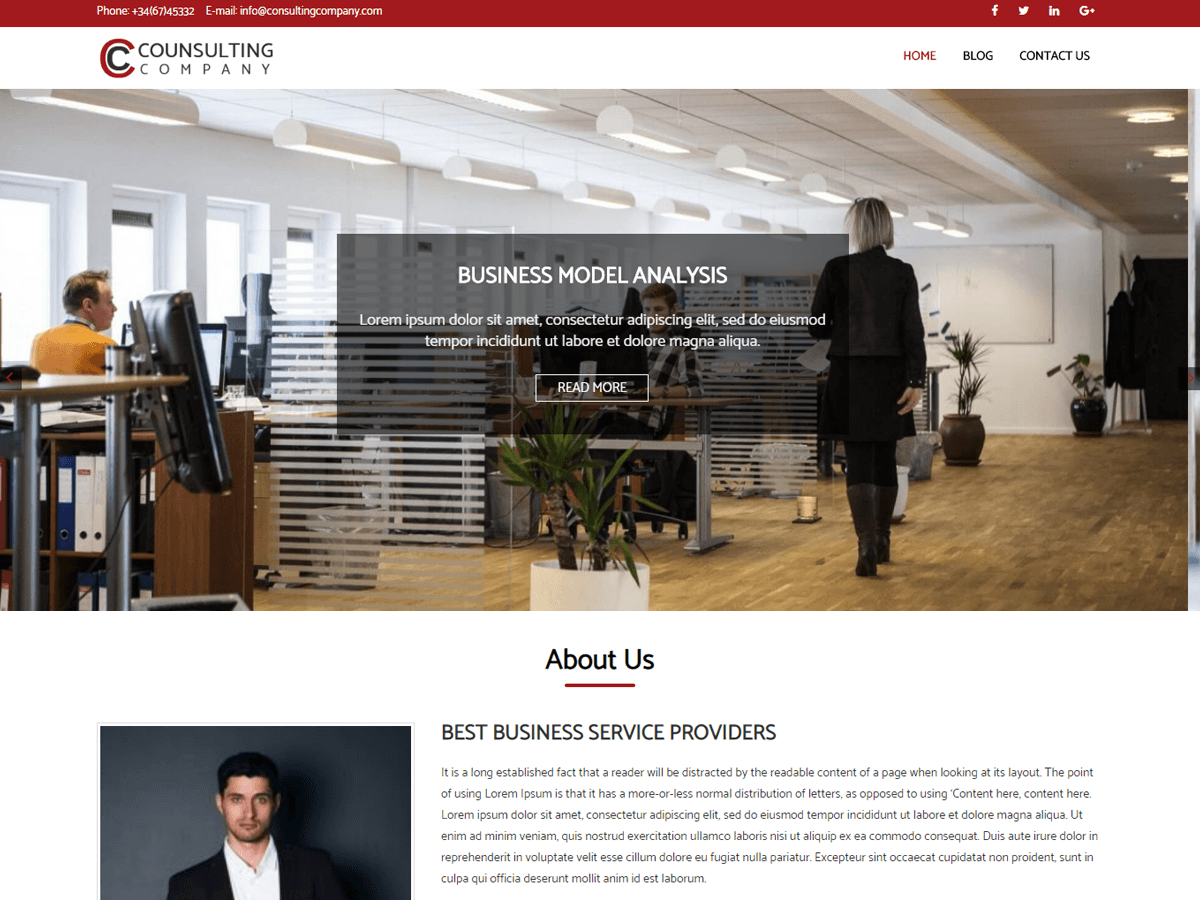 Phone: +34(67)45332 E-mail: info@consultingcompany.com
COUNSULTING
COMPANY
HOME BLOG CONTACT US
BUSINESS MODEL ANALYSIS
Lorem ipsum dolor sit amet, consectetur adipiscing elit, sed do eiusmod
tempor incididunt ut labore et dolore magna aliqua.
READ MORE
About Us
BEST BUSINESS SERVICE PROVIDERS
It is a long established fact that a reader will be distracted by the readable content of a page when looking at its layout. The point
of using Lorem Ipsum is that it has a more-or-less normal distribution of letters, as opposed to using 'Content here, content here.
Lorem ipsum dolor sit amet, consectetur adipiscing elit, sed do eiusmod tempor incididunt ut labore et dolore magna aliqua. Ut
enim ad minim veniam, quis nostrud exercitation ullamco laboris nisi ut aliquip ex ea commodo consequat. Duis aute irure dolor in
reprehenderit in voluptate velit esse cillum dolore eu fugiat nulla pariatur. Excepteur sint occaecat cupidatat non proident, sunt in
culpa qui officia deserunt mollit anim id est laborum.